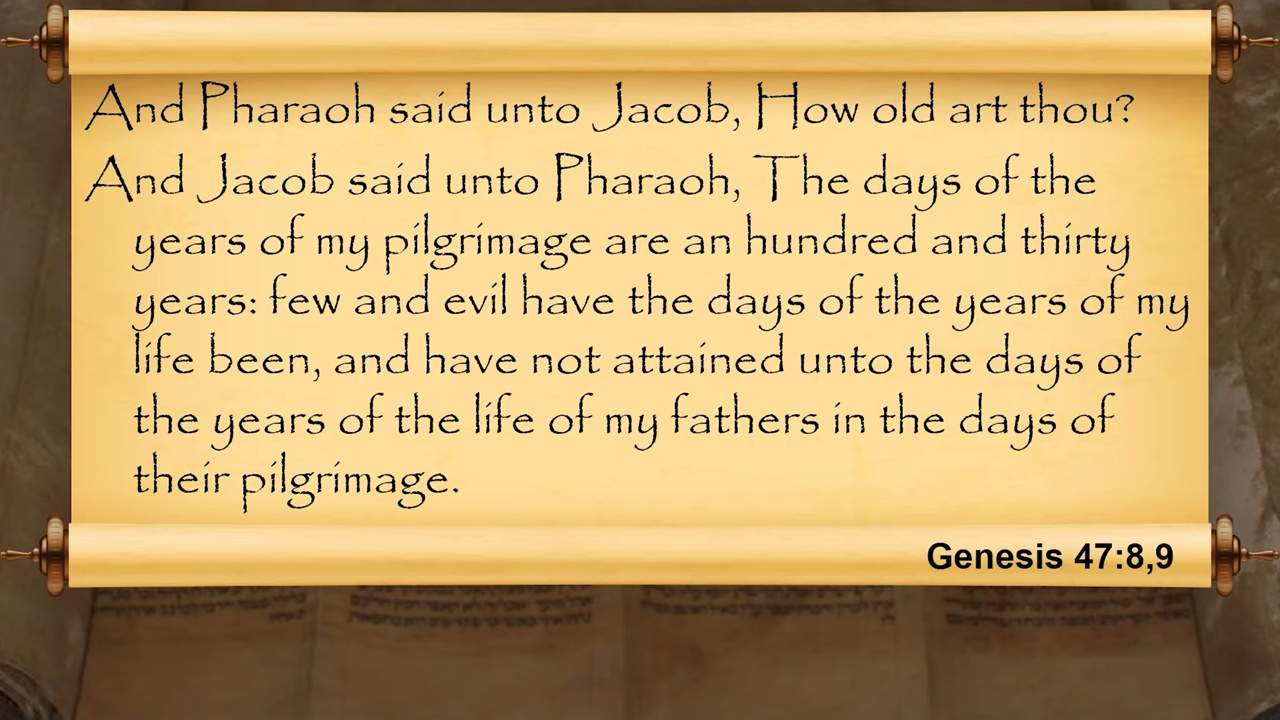 And Pharaoh said unto Jacob, How old art thou?
And Jacob said unto Pharaoh, The days of the
years of my pilgrimage are an hundred and thirty
years: few and evil have the days of the years of my
life been, and have not attained unto the days of
the years of the life of my fathers in the days of
their pilgrimage.
Genesis 47:8,9